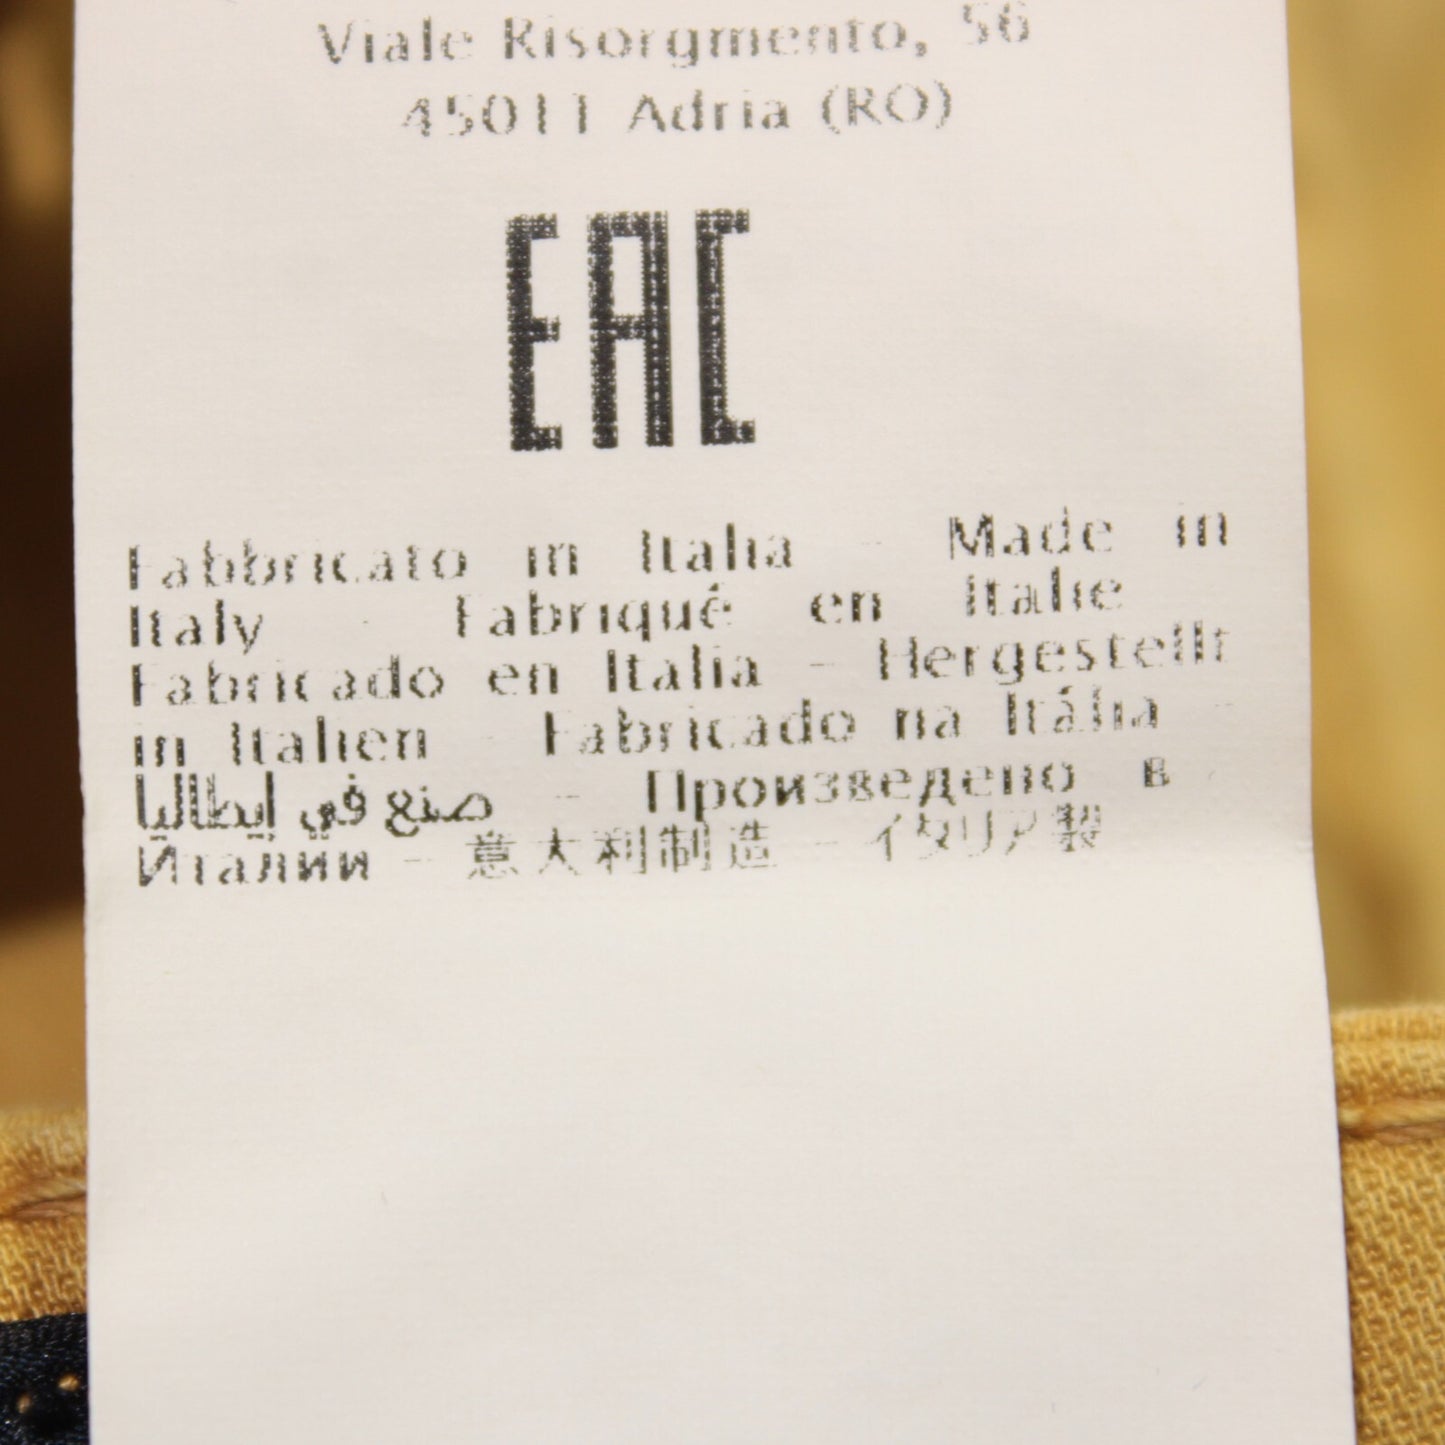 Viale Risorgmento, 56
45011 Adria (RO)
EAC
Fabbricato in Italia - Made in
Italy - Fabriqué en Italie
Fabricado en Italia - Hergestellt
in Italien - Fabricado na Itália -
صنع في إيطاليا - Произведено в
Италии - 意大利制造 - イタリア製